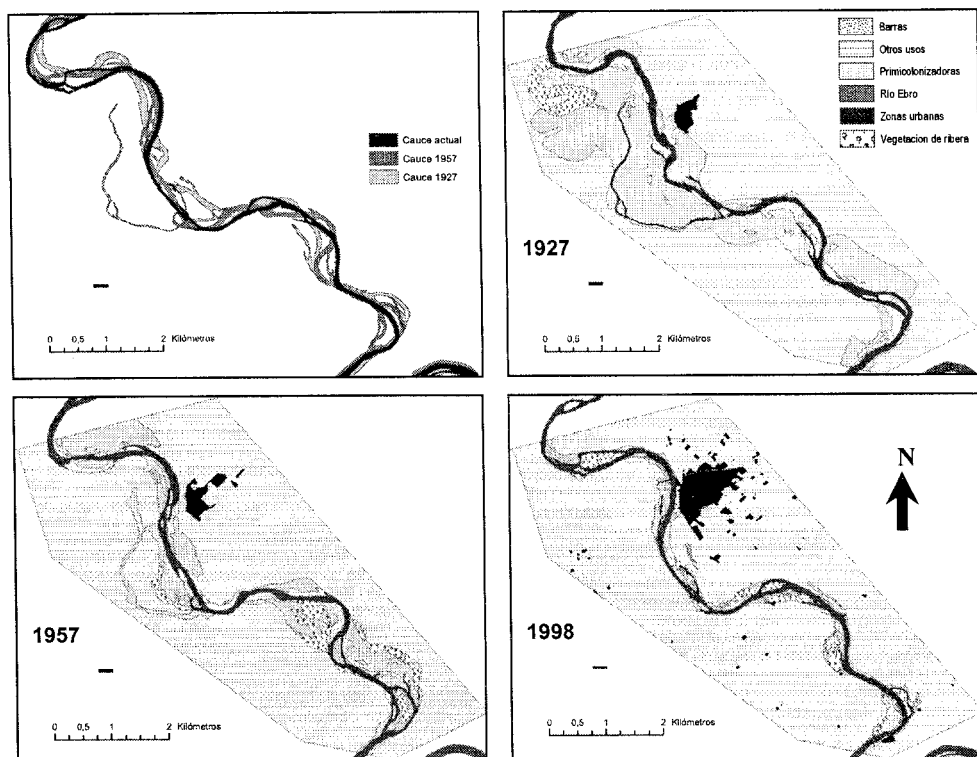 Cauce actual
Cauce 1957
Cauce 1927
0 0,5 1 2 Kilómetros
Barras
Otros usos
Primicolonizadoras
Río Ebro
Zonas urbanas
Vegetacion de ribera
1927
0 0,5 1 2 Kilómetros
1957
0 0,5 1 2 Kilómetros
N
1998
0 0,5 1 2 Kilómetros